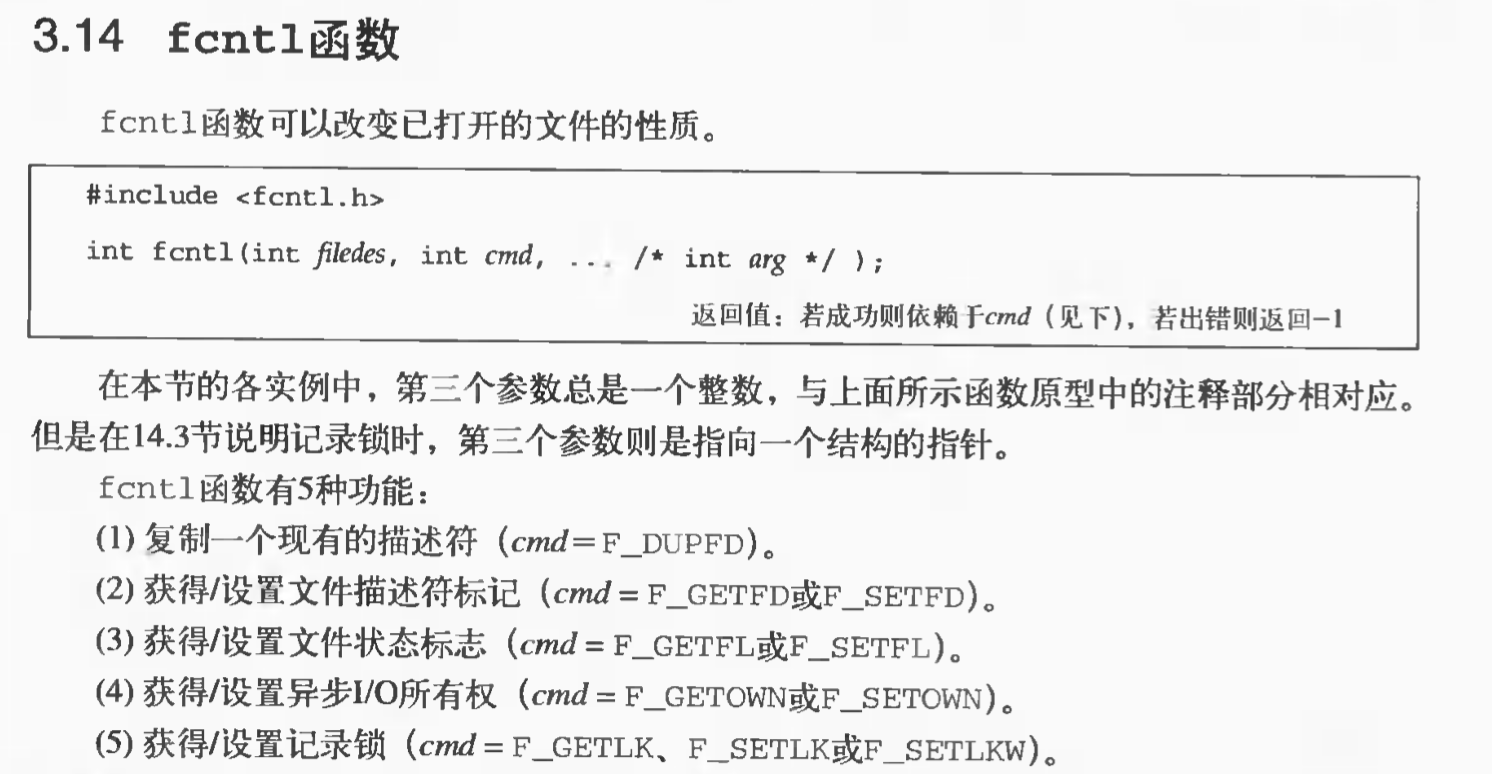 3.14 fcntl函数
fcntl函数可以改变已打开的文件的性质。
#include <fcntl.h>
int fcntl(int filedes, int cmd, ... /* int arg */ );
返回值：若成功则依赖于cmd（见下），若出错则返回-1
在本节的各实例中，第三个参数总是一个整数，与上面所示函数原型中的注释部分相对应。
但是在14.3节说明记录锁时，第三个参数则是指向一个结构的指针。
fcntl函数有5种功能：
(1) 复制一个现有的描述符（cmd=F_DUPFD）。
(2) 获得/设置文件描述符标记（cmd = F_GETFD或F_SETFD）。
(3) 获得/设置文件状态标志（cmd = F_GETFL或F_SETFL）。
(4) 获得/设置异步I/O所有权（cmd = F_GETOWN或F_SETOWN）。
(5) 获得/设置记录锁（cmd = F_GETLK、F_SETLK或F_SETLKW）。